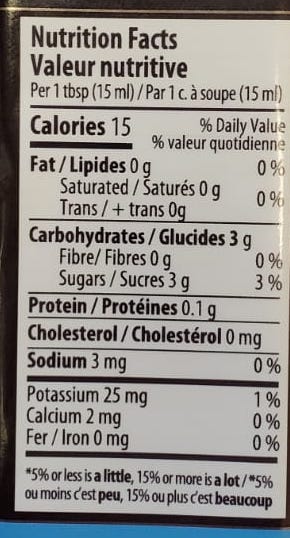 Nutrition Facts
Valeur nutritive
Per 1 tbsp (15 ml) / Par 1 c. à soupe (15 ml)
Calories 15 % Daily Value
% valeur quotidienne
Fat / Lipides 0 g 0 %
Saturated / Saturés 0 g 0 %
Trans / + trans 0g
Carbohydrates / Glucides 3 g
Fibre/ Fibres 0 g 0 %
Sugars / Sucres 3 g 3 %
Protein / Protéines 0.1 g
Cholesterol / Cholestérol 0 mg
Sodium 3 mg 0 %
Potassium 25 mg 1 %
Calcium 2 mg 0 %
Fer / Iron 0 mg 0 %
*5% or less is a little, 15% or more is a lot / *5%
ou moins c'est peu, 15% ou plus c'est beaucoup